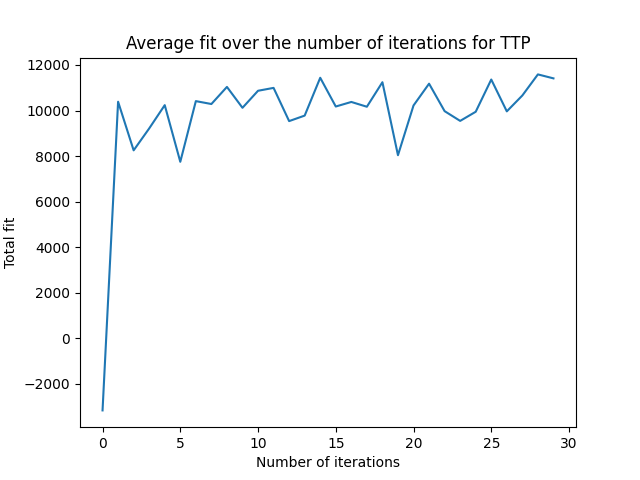 Average fit over the number of iterations for TTP
12000
10000
8000
6000
4000
2000
0
−2000
Total fit
0 5 10 15 20 25 30
Number of iterations